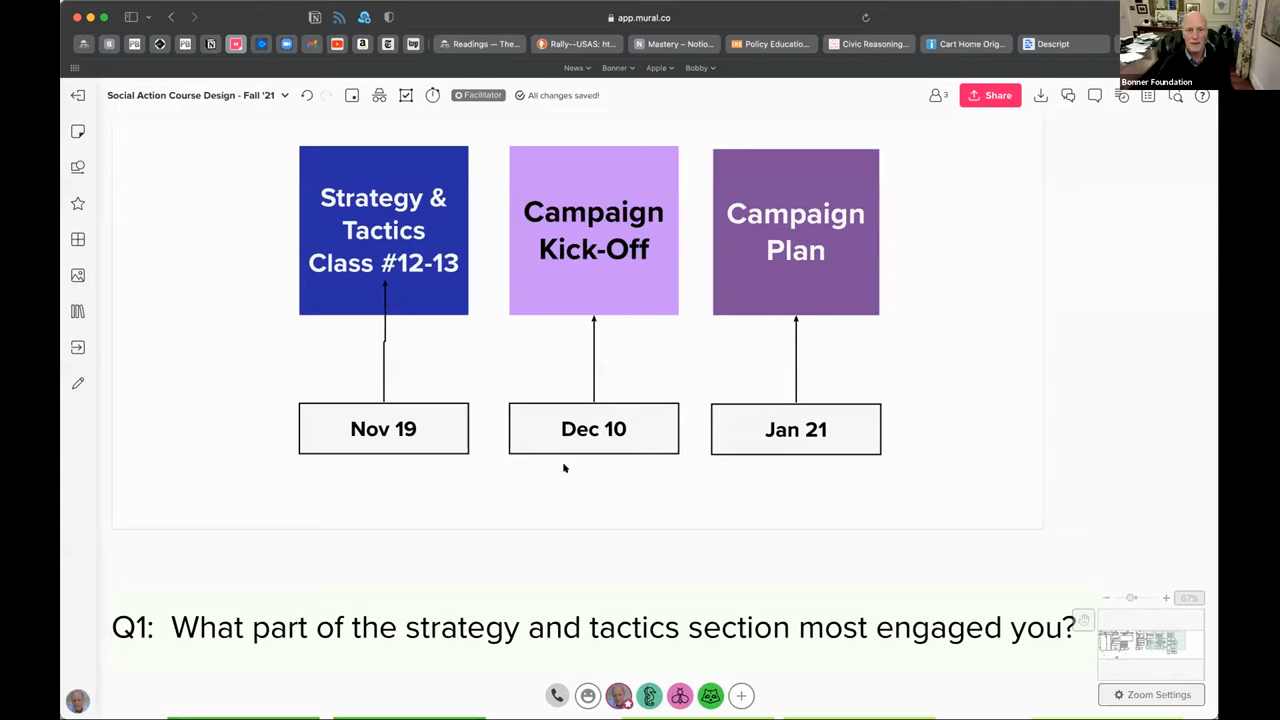 app.mural.co
Readings — The...
Rally--USAS: ht...
Mastery – Notio...
Policy Educatio...
Civic Reasoning...
Cart Home Orig...
Descript
News
Bonner
Apple
Bobby
Bonner Foundation
Social Action Course Design - Fall '21
Facilitator
All changes saved!
3
Share
Strategy &
Tactics
Class #12-13
Campaign
Kick-Off
Campaign
Plan
Nov 19
Dec 10
Jan 21
67%
Q1: What part of the strategy and tactics section most engaged you?
Zoom Settings